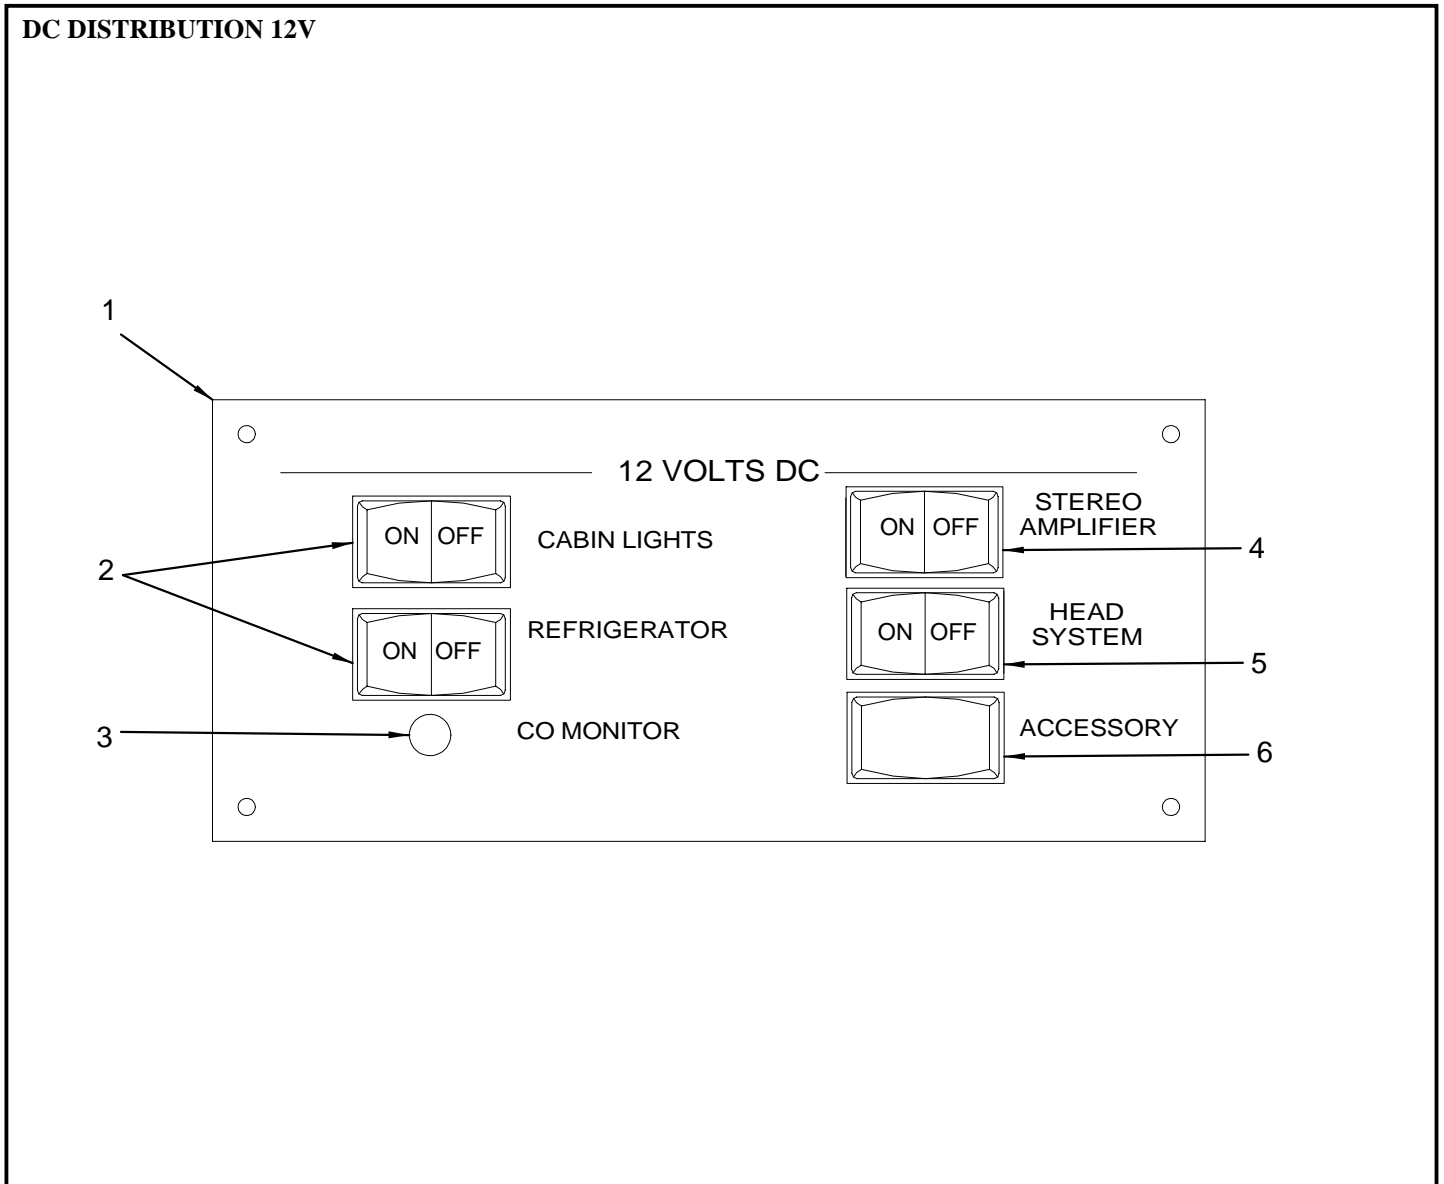 DC DISTRIBUTION 12V
1
12 VOLTS DC
ON OFF
CABIN LIGHTS
ON OFF
STEREO
AMPLIFIER
4
2
ON OFF
REFRIGERATOR
ON OFF
HEAD
SYSTEM
5
3
CO MONITOR
ACCESSORY
6